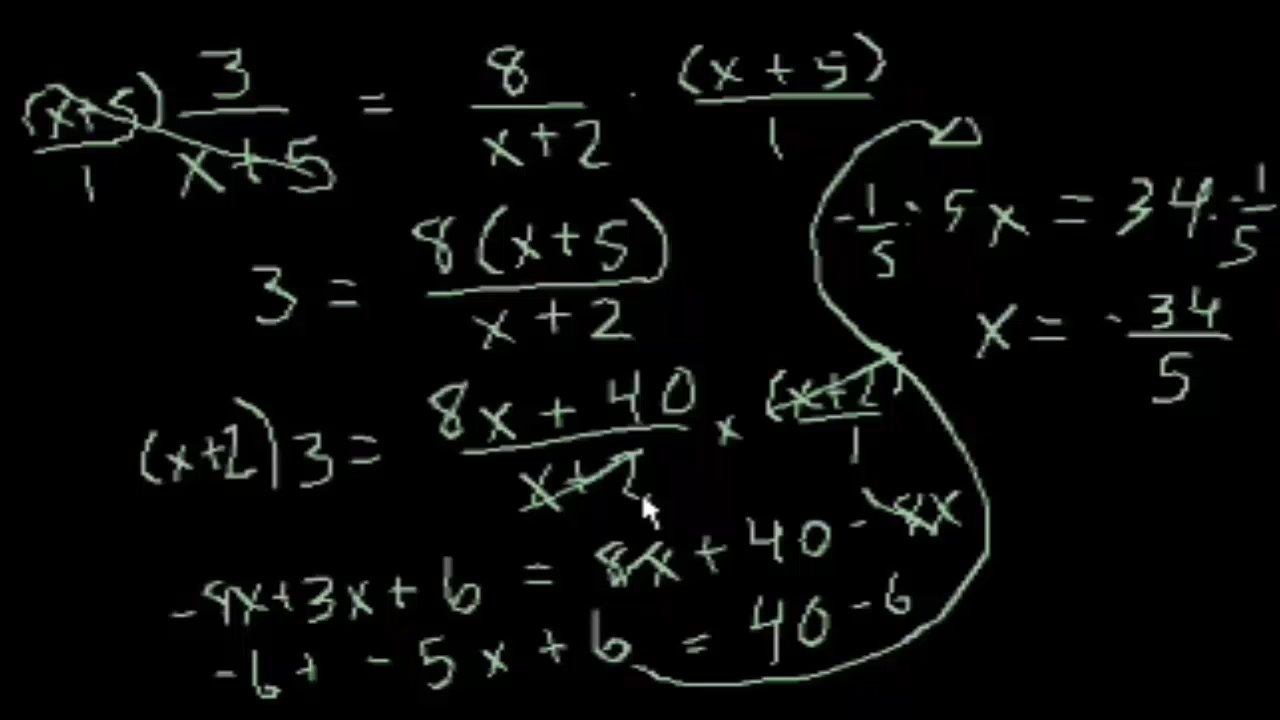 (x+5)/1 3/(x+5) = 8/(x+2) · (x+5)/1
3 = 8(x+5)/(x+2)
(x+2)3 = (8x+40)/(x+2) × (x+2)/1
-8x+3x+6 = 8x+40-8x
-6+ -5x+6 = 40-6
-1/5·-5x = 34·-1/5
x = -34/5